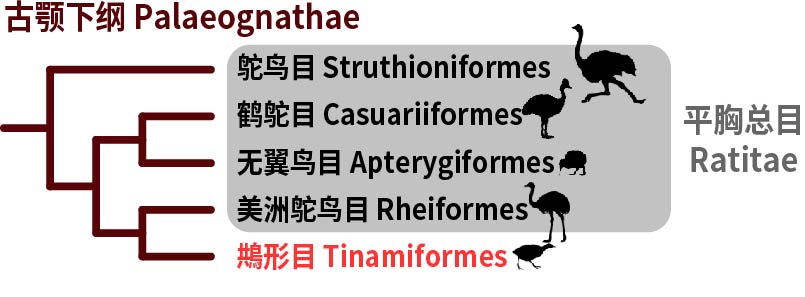 古颚下纲 Palaeognathae
鸵鸟目 Struthioniformes
鹤鸵目 Casuariiformes
无翼鸟目 Apterygiformes
美洲鸵鸟目 Rheiformes
䳍形目 Tinamiformes
平胸总目
Ratitae